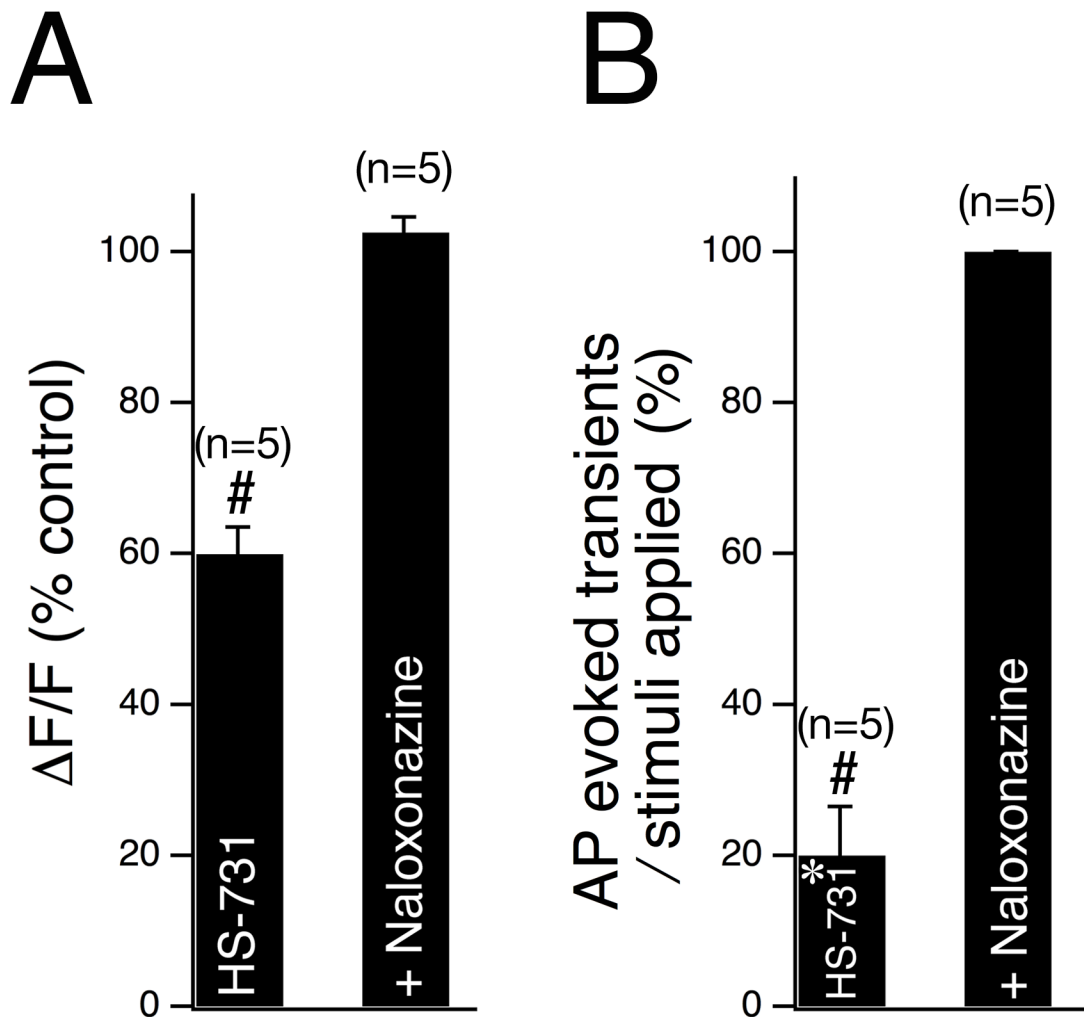 A
ΔF/F (% control)
100
80
60
40
20
0
(n=5)
#
HS-731
(n=5)
+ Naloxonazine
B
AP evoked transients
/ stimuli applied (%)
100
80
60
40
20
0
(n=5)
#
*
HS-731
(n=5)
+ Naloxonazine